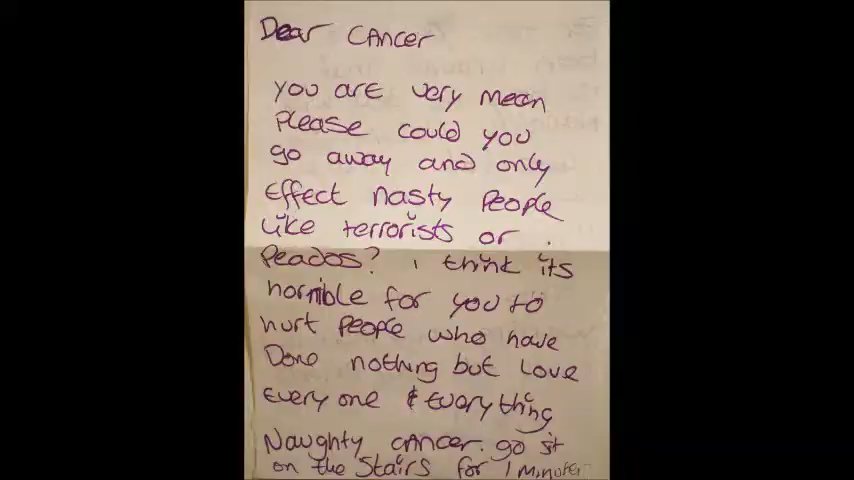 Dear CAncer
you are very mean
please could you
go away and only
Effect nasty people
like terrorists or
Peados? i think its
horrible for you to
hurt people who have
Done nothing but Love
Everyone & Everything
Naughty cancer. go sit
on the Stairs for 1 minute